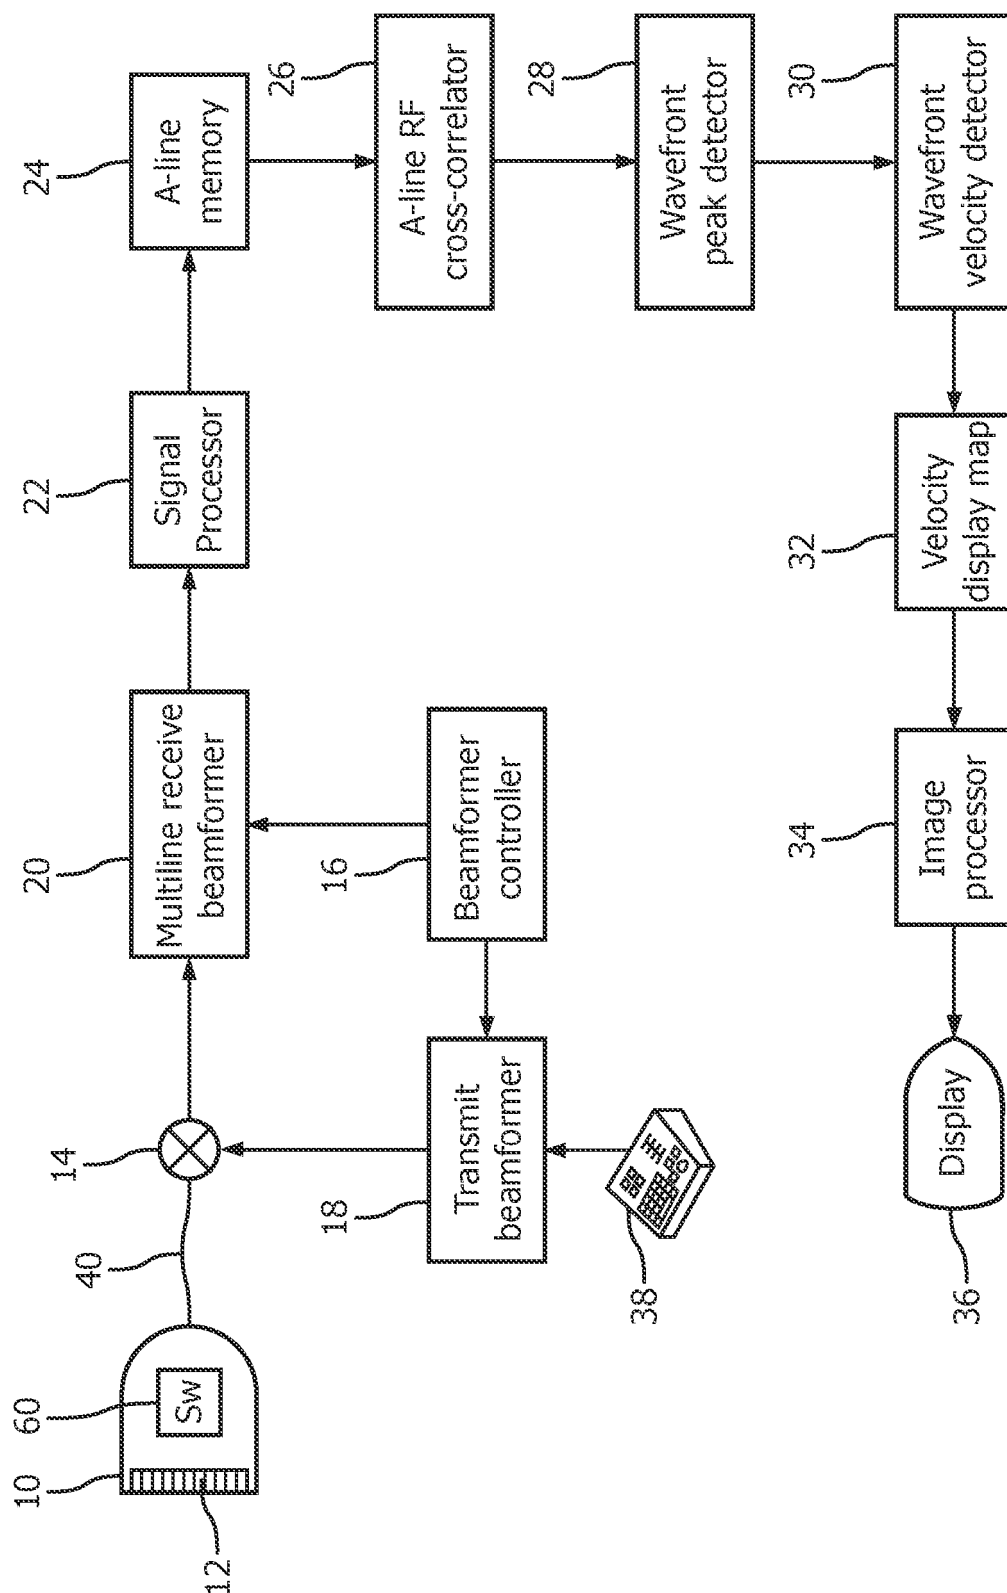 10
60
Sw
12
40
14
20
Multiline receive
beamformer
22
Signal
Processor
24
A-line
memory
26
A-line RF
cross-correlator
16
Beamformer
controller
18
Transmit
beamformer
38
28
Wavefront
peak detector
30
Wavefront
velocity detector
32
Velocity
display map
34
Image
processor
Display
36